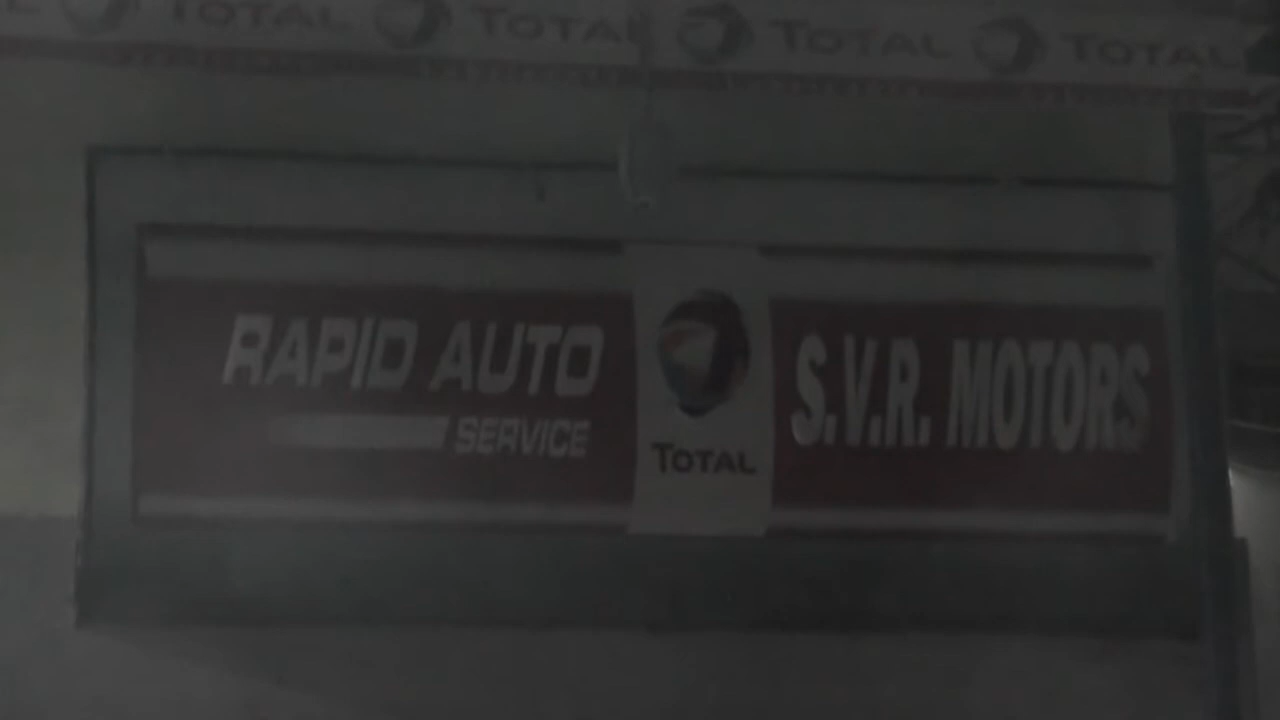 TOTAL TOTAL TOTAL TOTAL
RAPID AUTO
SERVICE
TOTAL
S.V.R. MOTORS